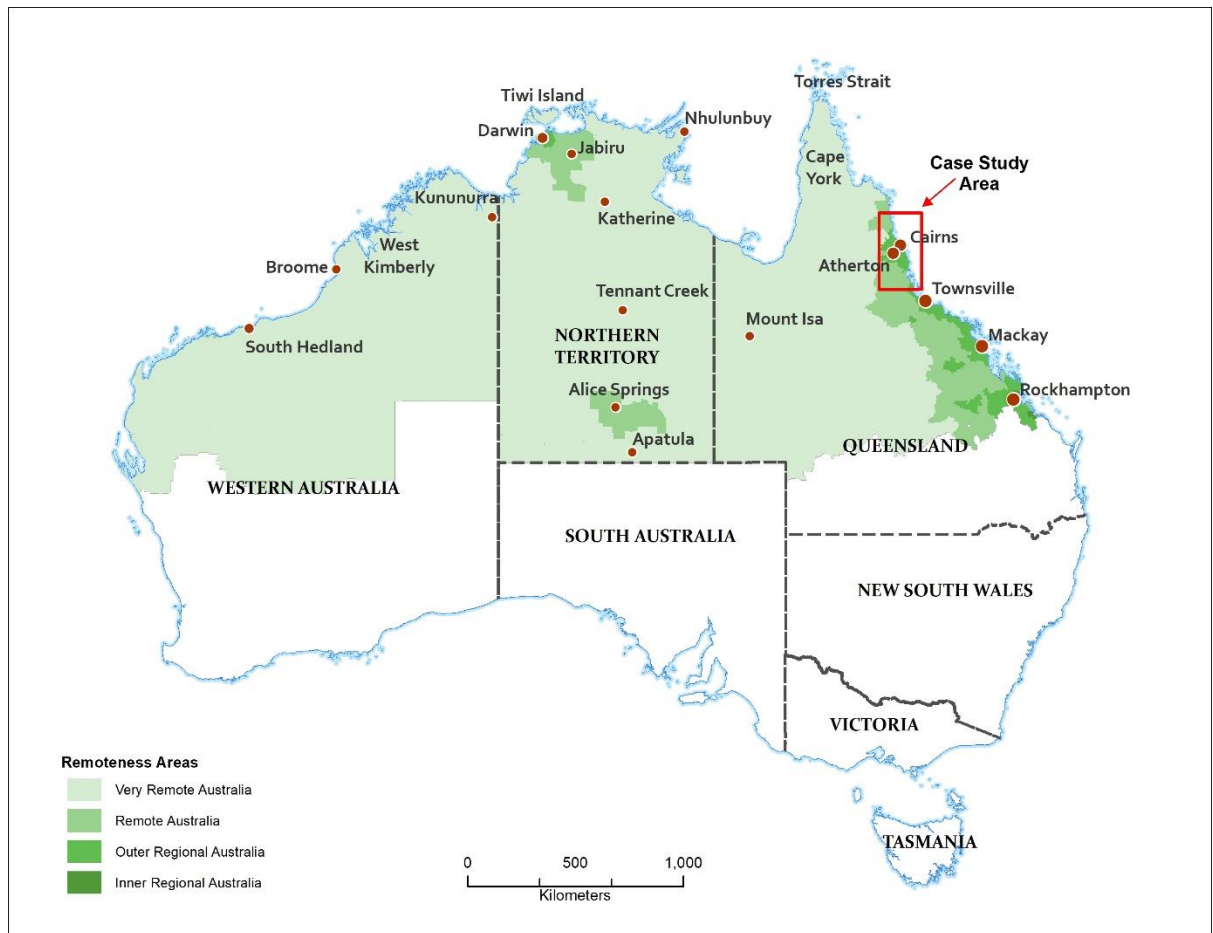 Torres Strait
Tiwi Island
Nhulunbuy
Darwin
Jabiru
Cape
York
Case Study
Area
Kununurra
Katherine
Cairns
West
Kimberly
Broome
Atherton
Tennant Creek
Townsville
Mount Isa
NORTHERN
TERRITORY
South Hedland
Mackay
Alice Springs
Rockhampton
Apatula
QUEENSLAND
WESTERN AUSTRALIA
SOUTH AUSTRALIA
NEW SOUTH WALES
VICTORIA
TASMANIA
Remoteness Areas
Very Remote Australia
Remote Australia
Outer Regional Australia
Inner Regional Australia
0 500 1,000
Kilometers